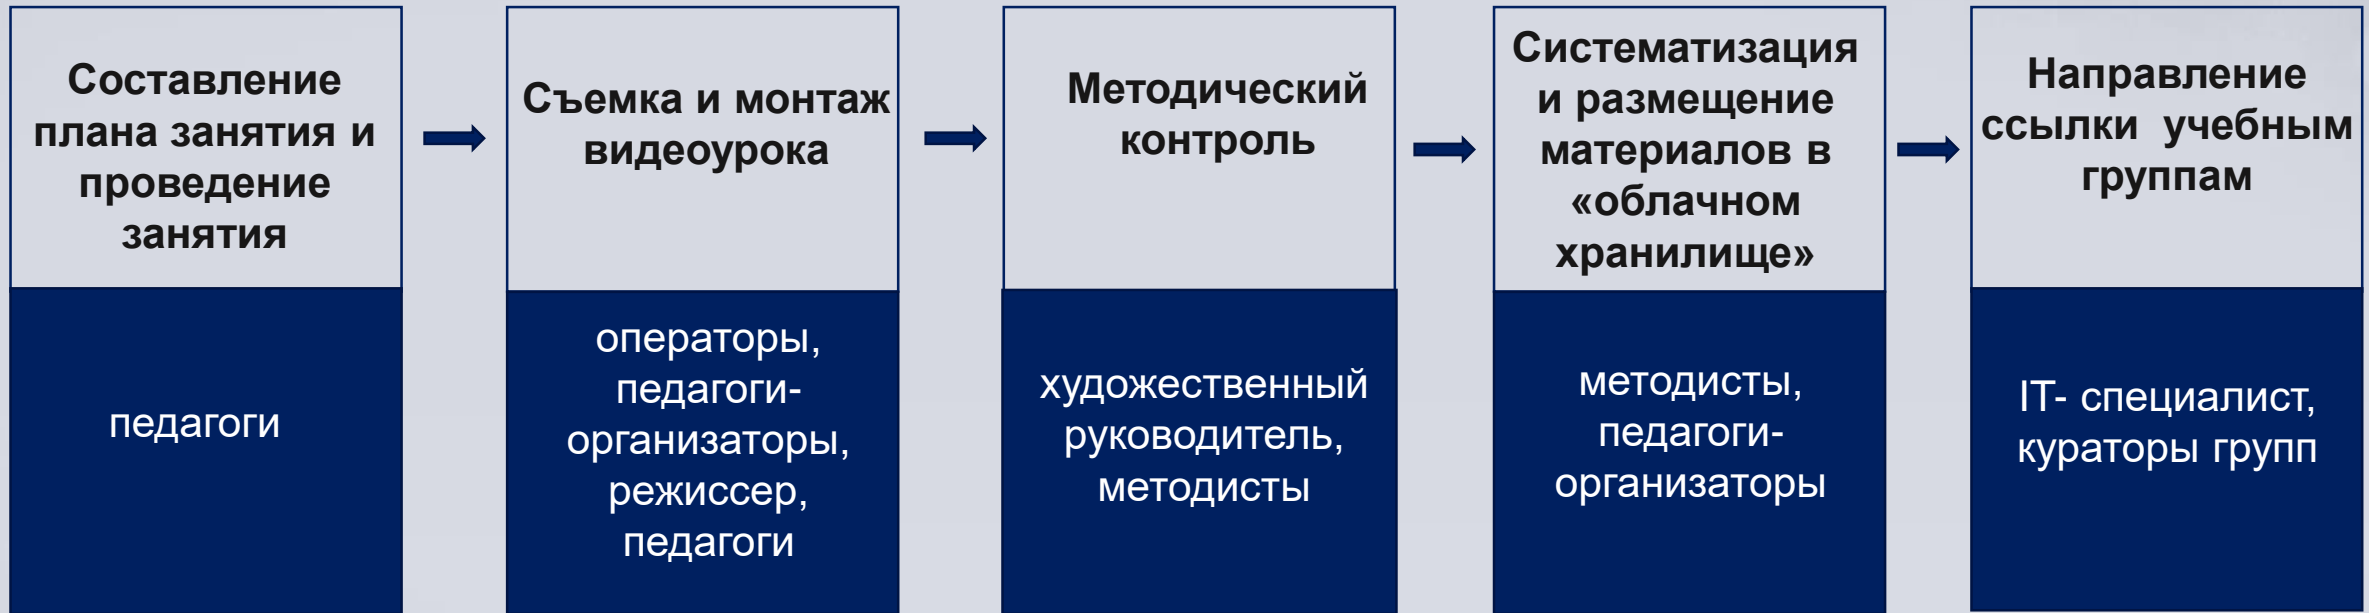 Составление
плана занятия и
проведение
занятия
педагоги
Съемка и монтаж
видеоурока
операторы,
педагоги-
организаторы,
режиссер,
педагоги
Методический
контроль
художественный
руководитель,
методисты
Систематизация
и размещение
материалов в
«облачном
хранилище»
методисты,
педагоги-
организаторы
Направление
ссылки учебным
группам
IT- специалист,
кураторы групп